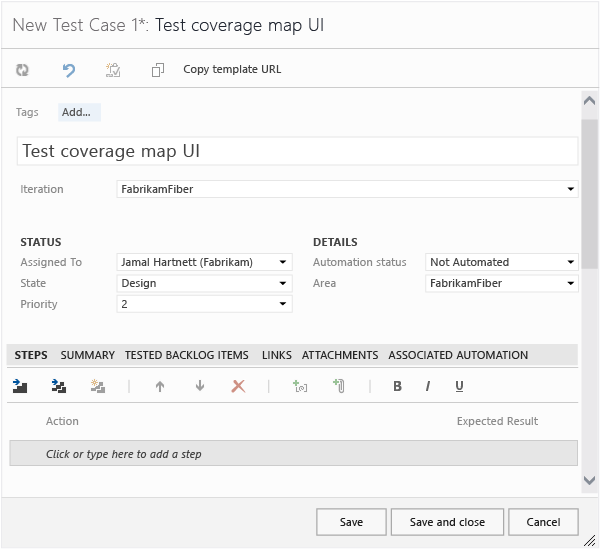 New Test Case 1*: Test coverage map UI
Copy template URL
Tags Add...
Test coverage map UI
Iteration FabrikamFiber
STATUS DETAILS
Assigned To Jamal Hartnett (Fabrikam) Automation status Not Automated
State Design Area FabrikamFiber
Priority 2
STEPS SUMMARY TESTED BACKLOG ITEMS LINKS ATTACHMENTS ASSOCIATED AUTOMATION
B I U
Action Expected Result
Click or type here to add a step
Save Save and close Cancel